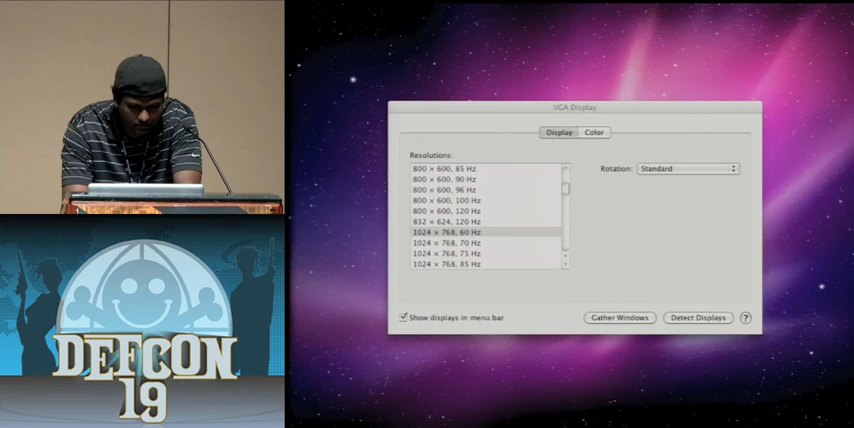 DEFCON
19
VGA Display
Display
Color
Resolutions:
800 × 600, 85 Hz
800 × 600, 90 Hz
800 × 600, 96 Hz
800 × 600, 100 Hz
800 × 600, 120 Hz
832 × 624, 120 Hz
1024 × 768, 60 Hz
1024 × 768, 70 Hz
1024 × 768, 75 Hz
1024 × 768, 85 Hz
Rotation: Standard
Show displays in menu bar
Gather Windows
Detect Displays
?